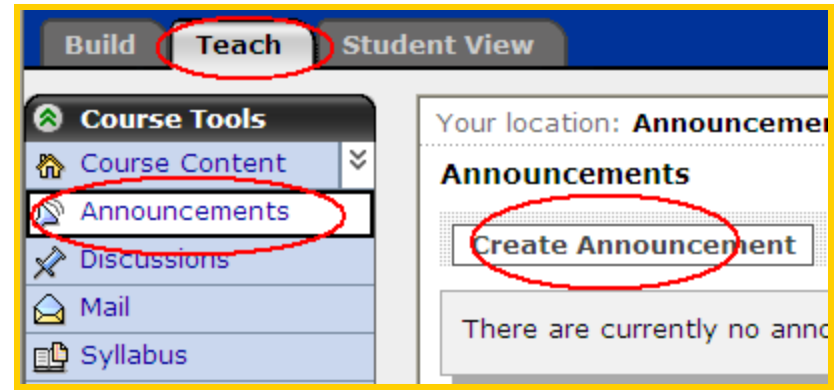 Build Teach Student View
Course Tools
Course Content
Announcements
Discussions
Mail
Syllabus
Your location: Announcemen
Announcements
Create Announcement
There are currently no anno